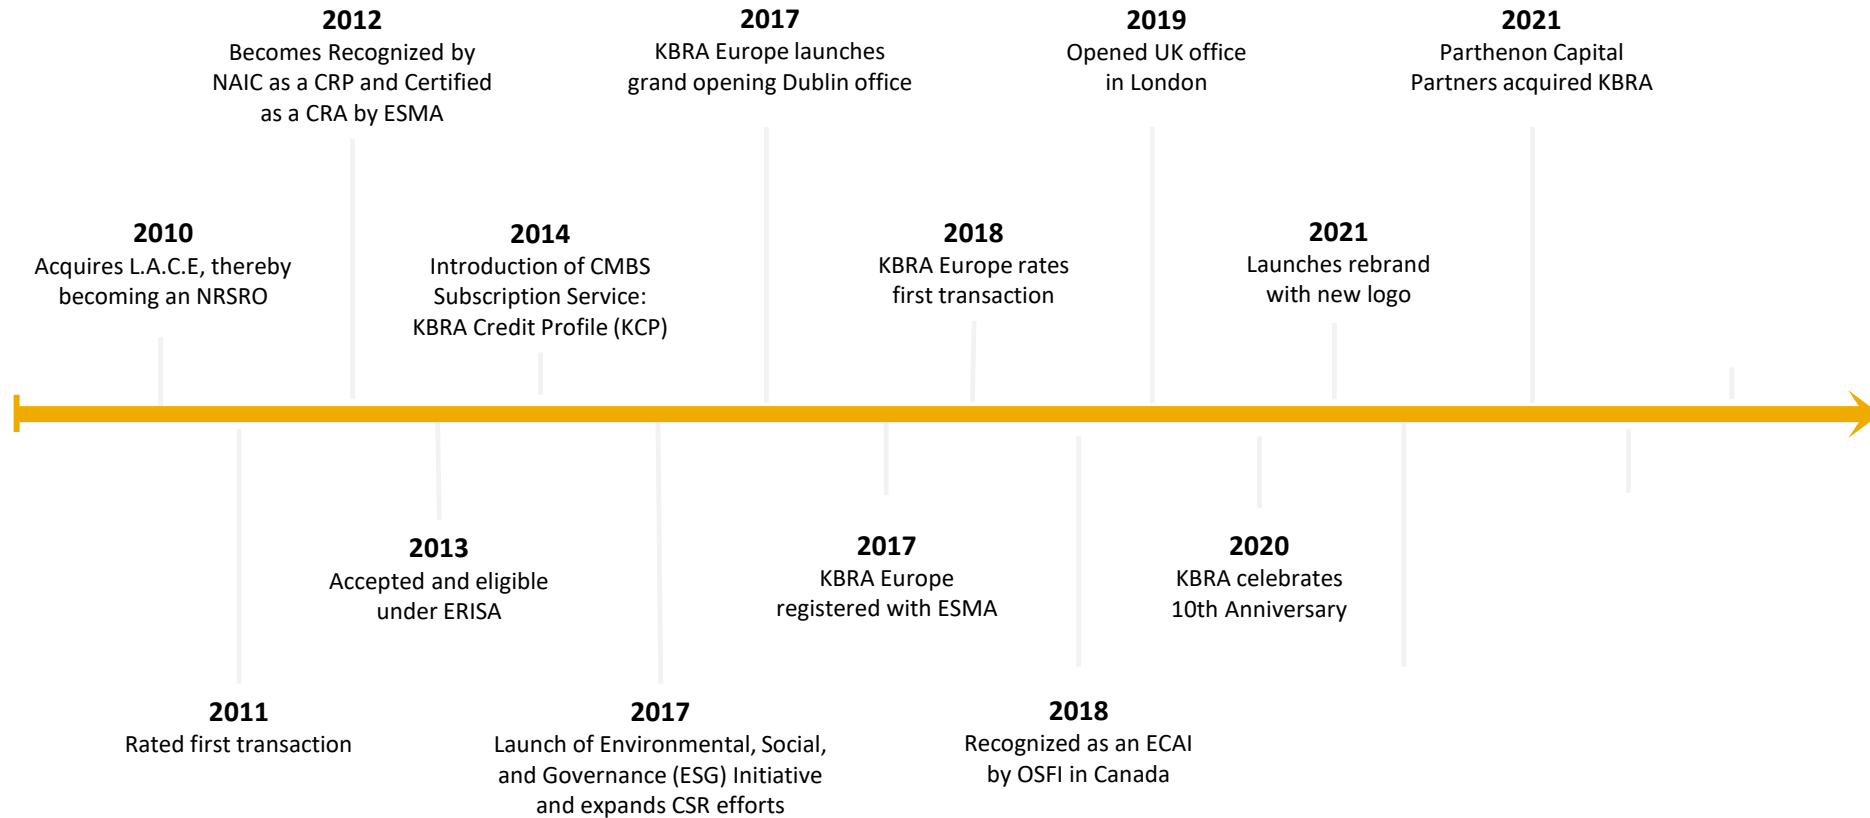 2012
Becomes Recognized by
NAIC as a CRP and Certified
as a CRA by ESMA
2017
KBRA Europe launches
grand opening Dublin office
2019
Opened UK office
in London
2021
Parthenon Capital
Partners acquired KBRA
2010
Acquires L.A.C.E, thereby
becoming an NRSRO
2014
Introduction of CMBS
Subscription Service:
KBRA Credit Profile (KCP)
2018
KBRA Europe rates
first transaction
2021
Launches rebrand
with new logo
2013
Accepted and eligible
under ERISA
2017
KBRA Europe
registered with ESMA
2020
KBRA celebrates
10th Anniversary
2011
Rated first transaction
2017
Launch of Environmental, Social,
and Governance (ESG) Initiative
and expands CSR efforts
2018
Recognized as an ECAI
by OSFI in Canada